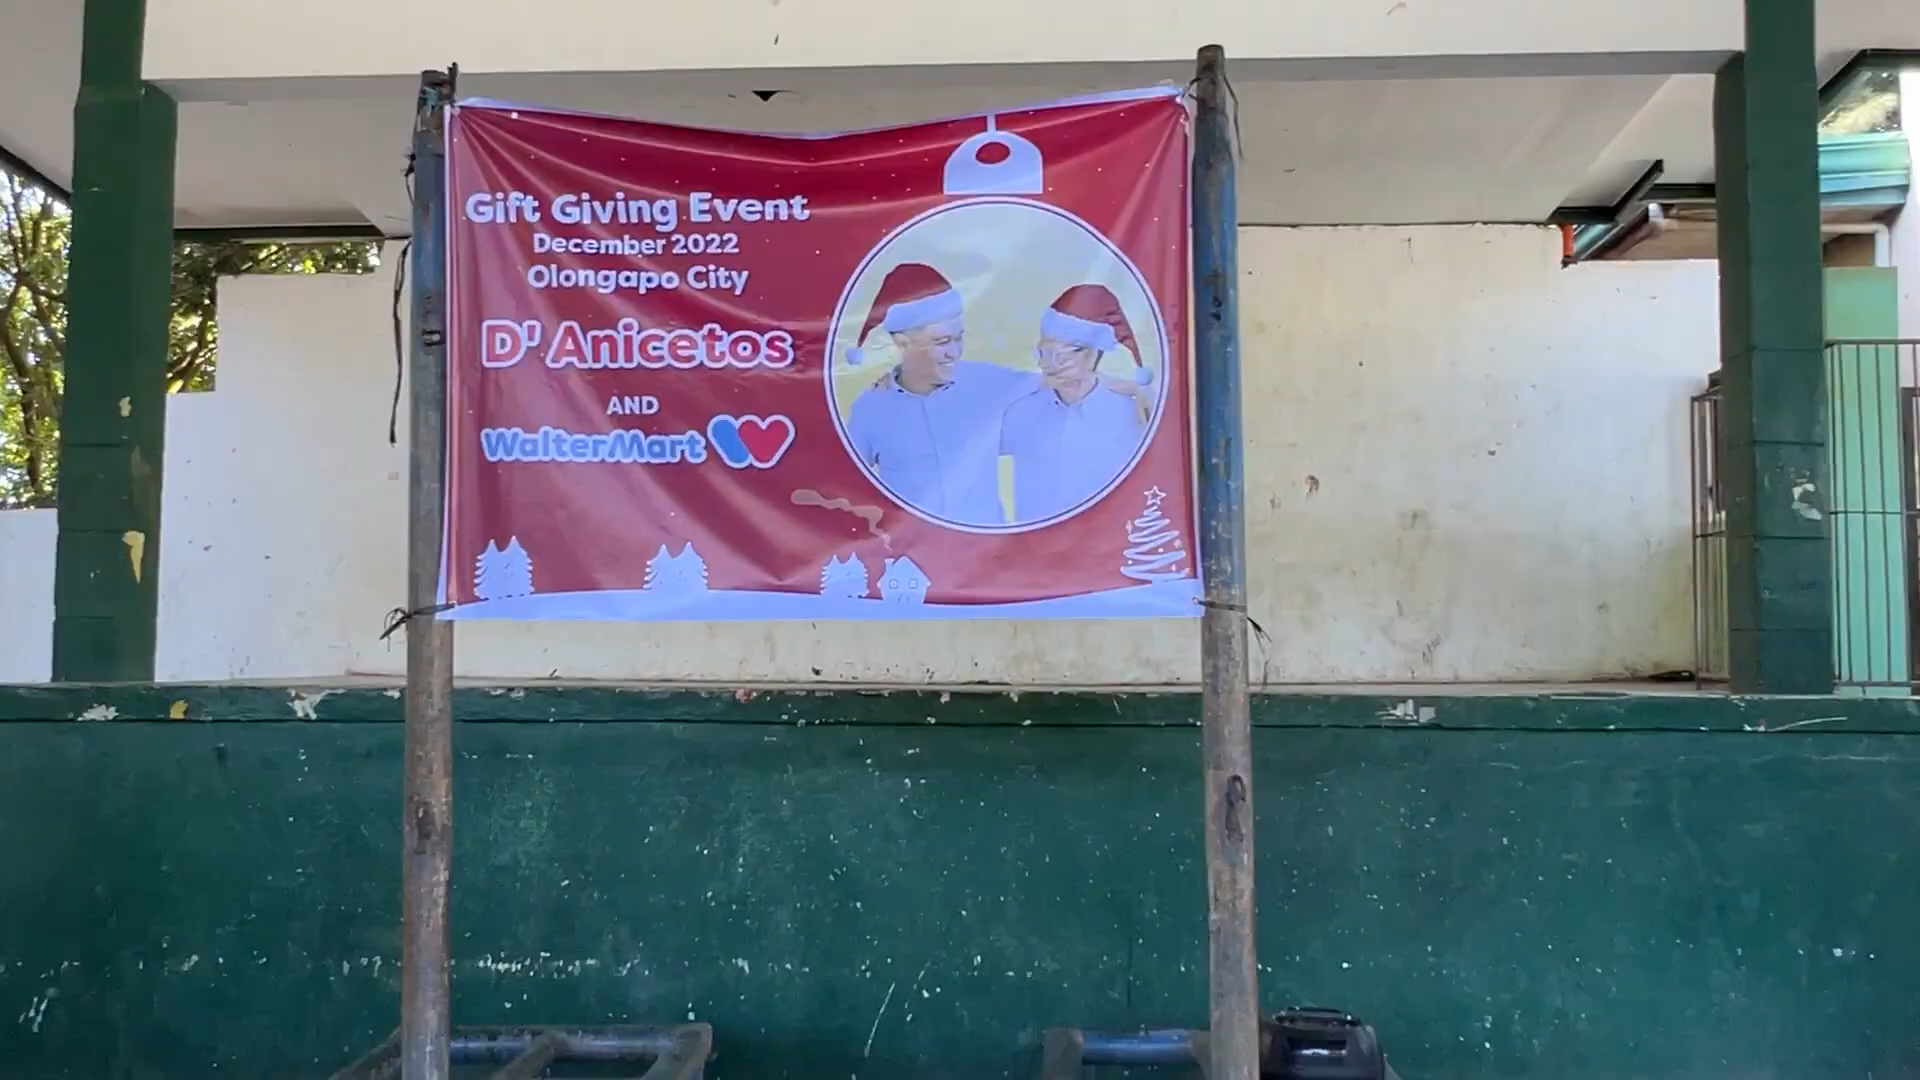 Gift Giving Event
December 2022
Olongapo City
D' Anicetos
AND
WalterMart